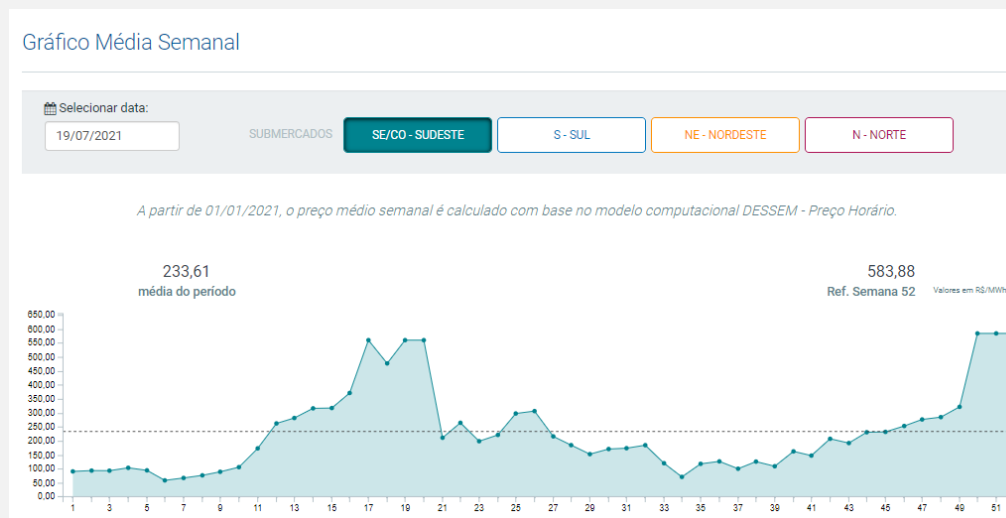 Gráfico Média Semanal
Selecionar data:
19/07/2021
SUBMERCADOS
SE/CO - SUDESTE
S - SUL
NE - NORDESTE
N - NORTE
A partir de 01/01/2021, o preço médio semanal é calculado com base no modelo computacional DESSEM - Preço Horário.
233,61
média do período
583,88
Ref. Semana 52
Valores em R$/MWh
650,00
600,00
550,00
500,00
450,00
400,00
350,00
300,00
250,00
200,00
150,00
100,00
50,00
0,00
1 3 5 7 9 11 13 15 17 19 21 23 25 27 29 31 33 35 37 39 41 43 45 47 49 51